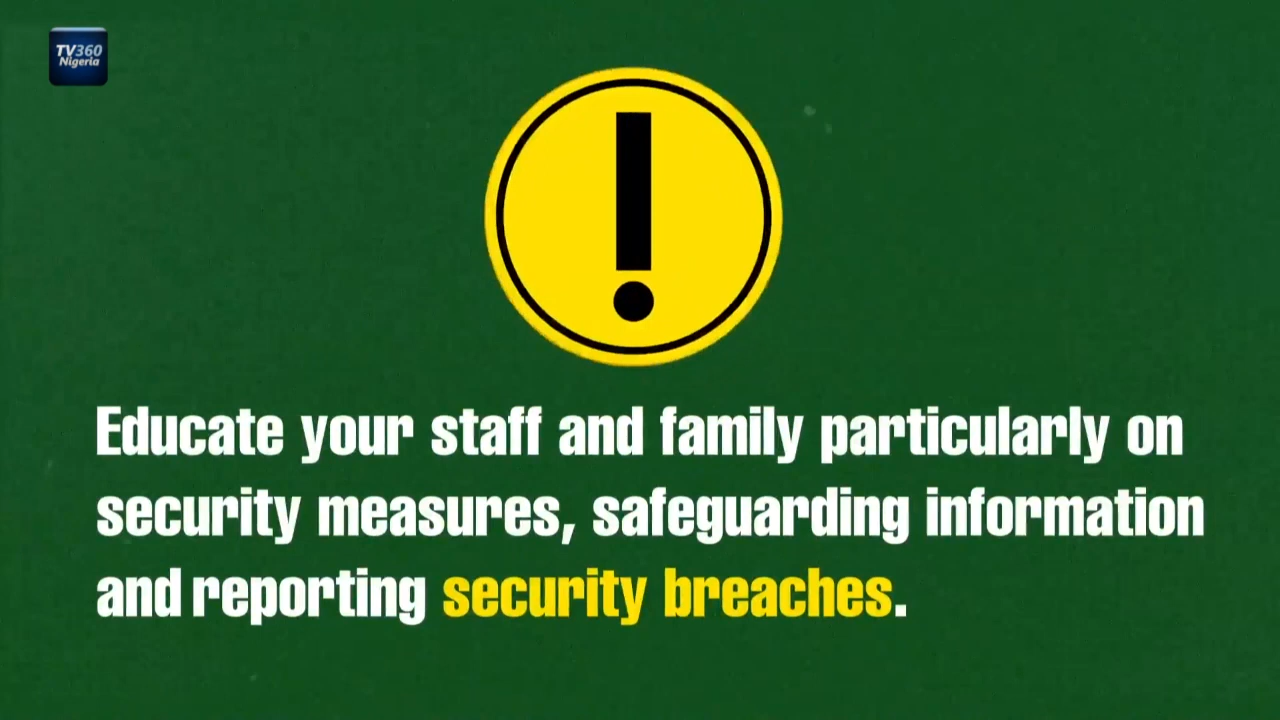 TV360
Nigeria
!
Educate your staff and family particularly on
security measures, safeguarding information
and reporting security breaches.